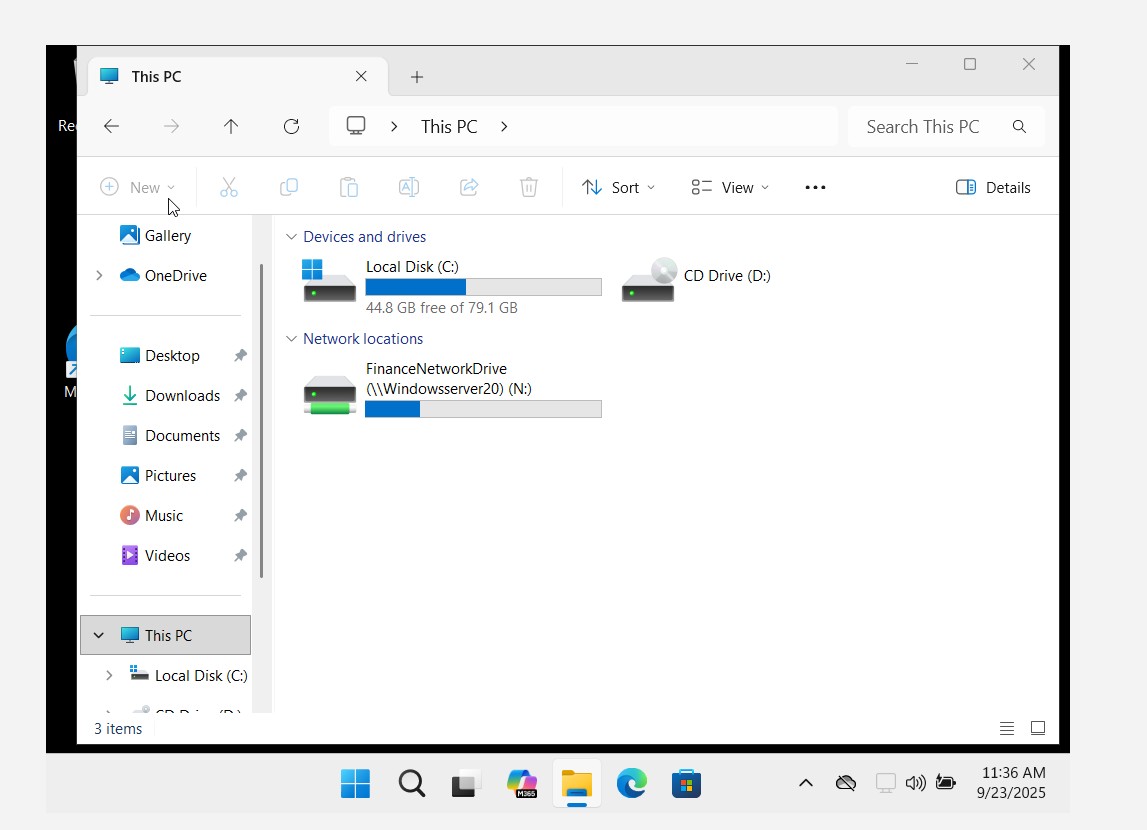 This PC
This PC
Search This PC
New
Sort
View
Details
Gallery
OneDrive
Desktop
Downloads
Documents
Pictures
Music
Videos
This PC
Local Disk (C:)
Devices and drives
Local Disk (C:)
44.8 GB free of 79.1 GB
CD Drive (D:)
Network locations
FinanceNetworkDrive
(\\Windowsserver20) (N:)
3 items
M365
11:36 AM
9/23/2025